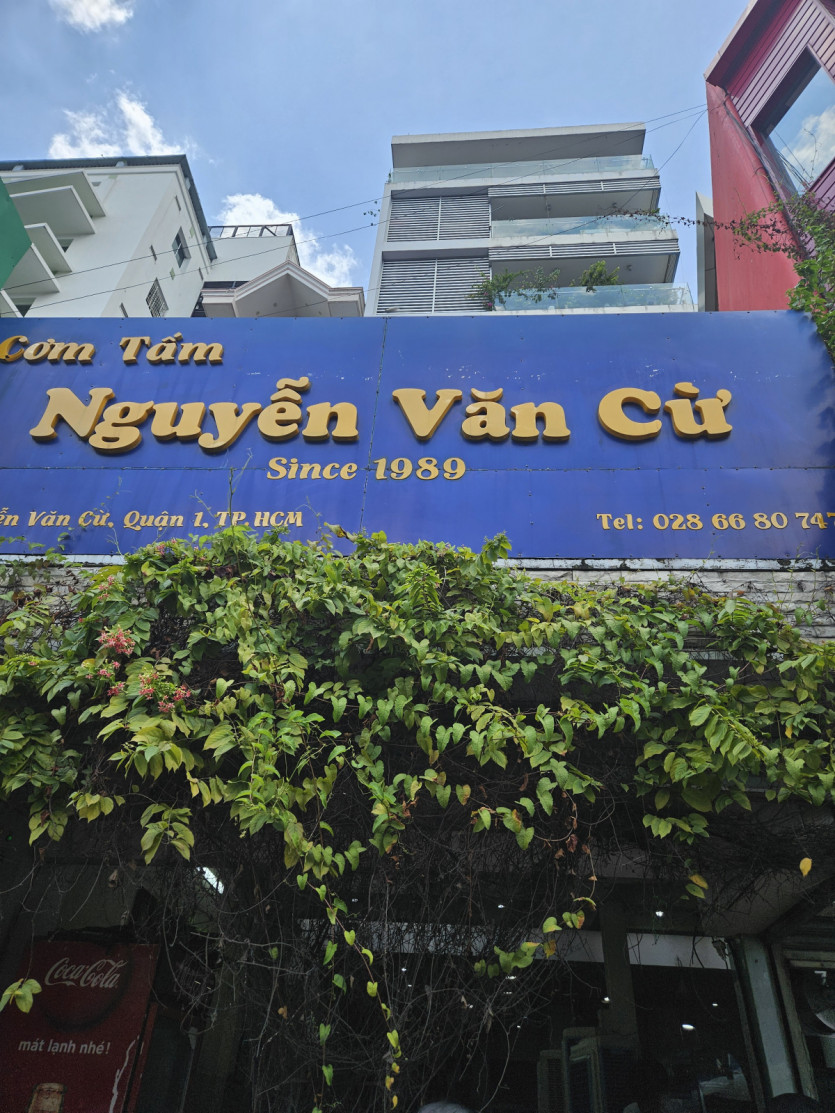 Cơm Tấm
Nguyễn Văn Cừ
Since 1989
Văn Cừ, Quận 1, TP.HCM
Tel: 028 66 80 747
Coca-Cola
mát lạnh nhé!